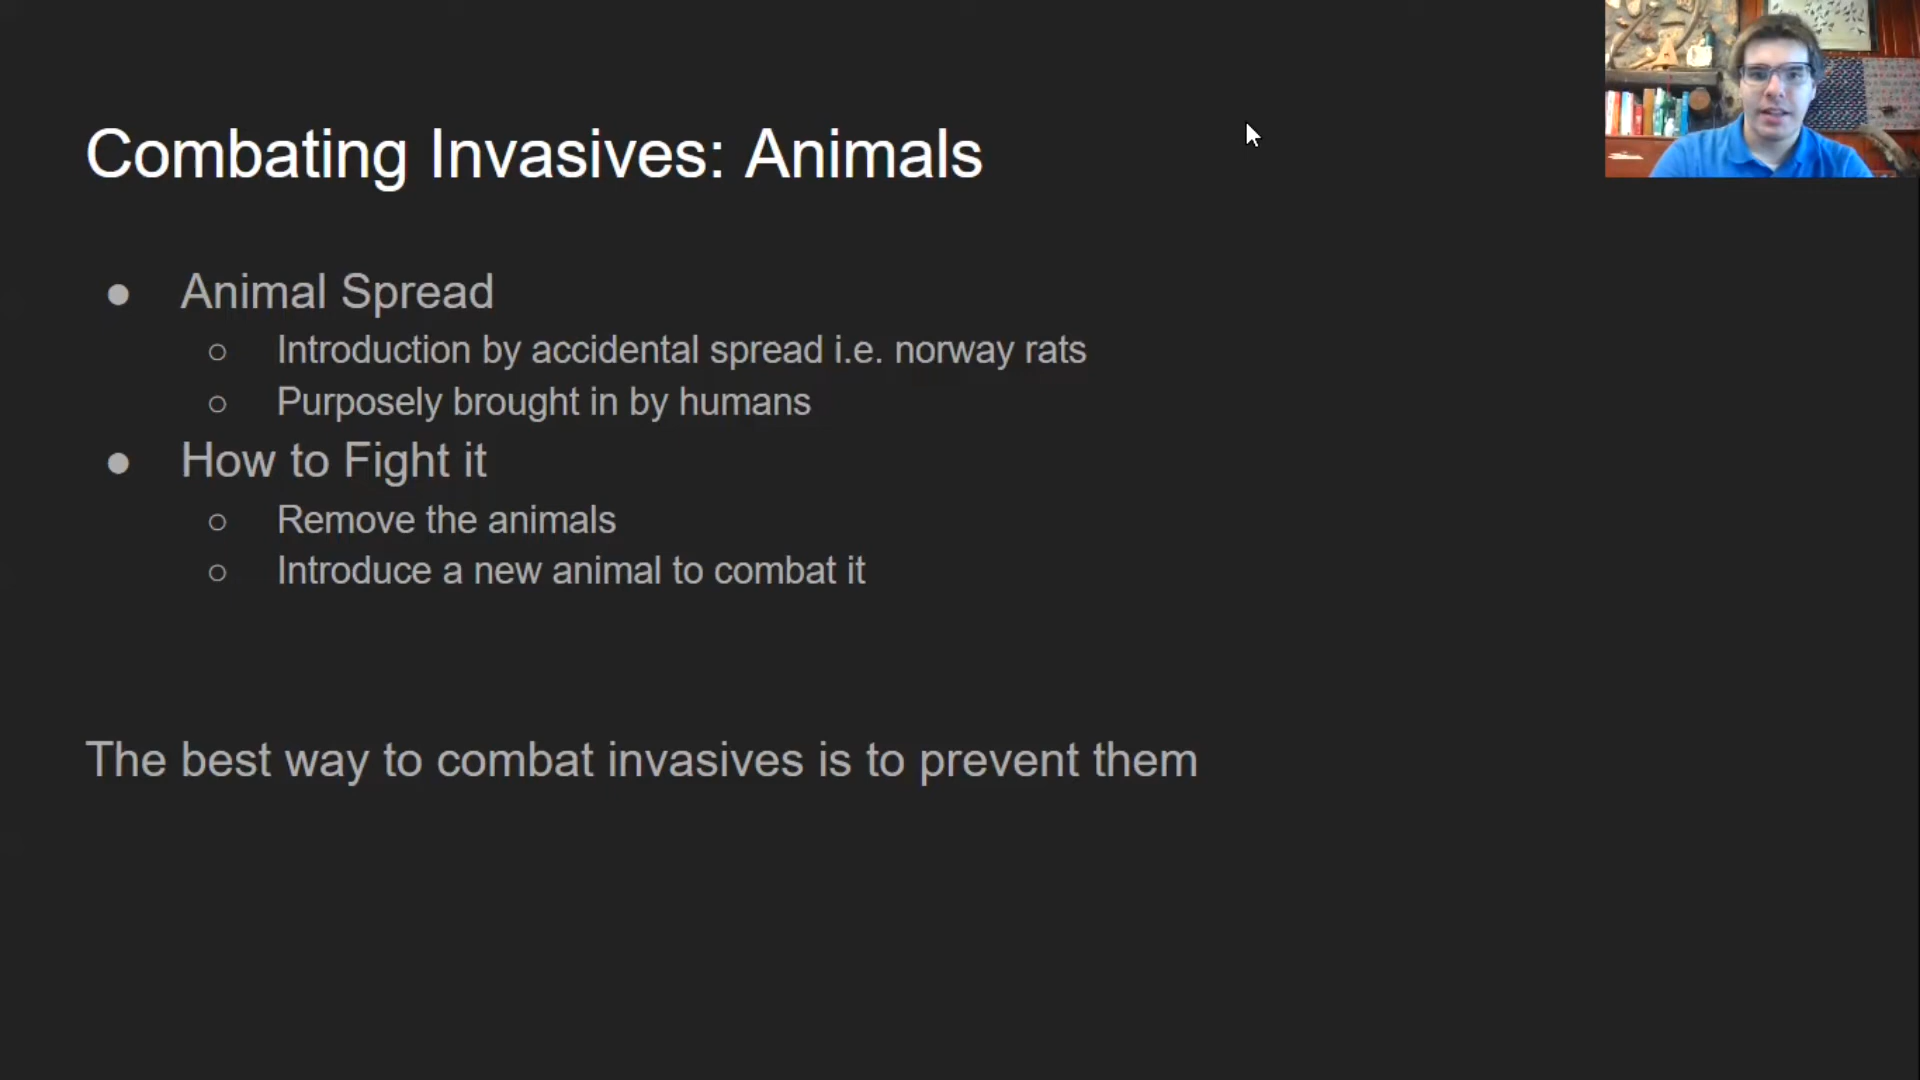 Combating Invasives: Animals
● Animal Spread
○ Introduction by accidental spread i.e. norway rats
○ Purposely brought in by humans
● How to Fight it
○ Remove the animals
○ Introduce a new animal to combat it
The best way to combat invasives is to prevent them